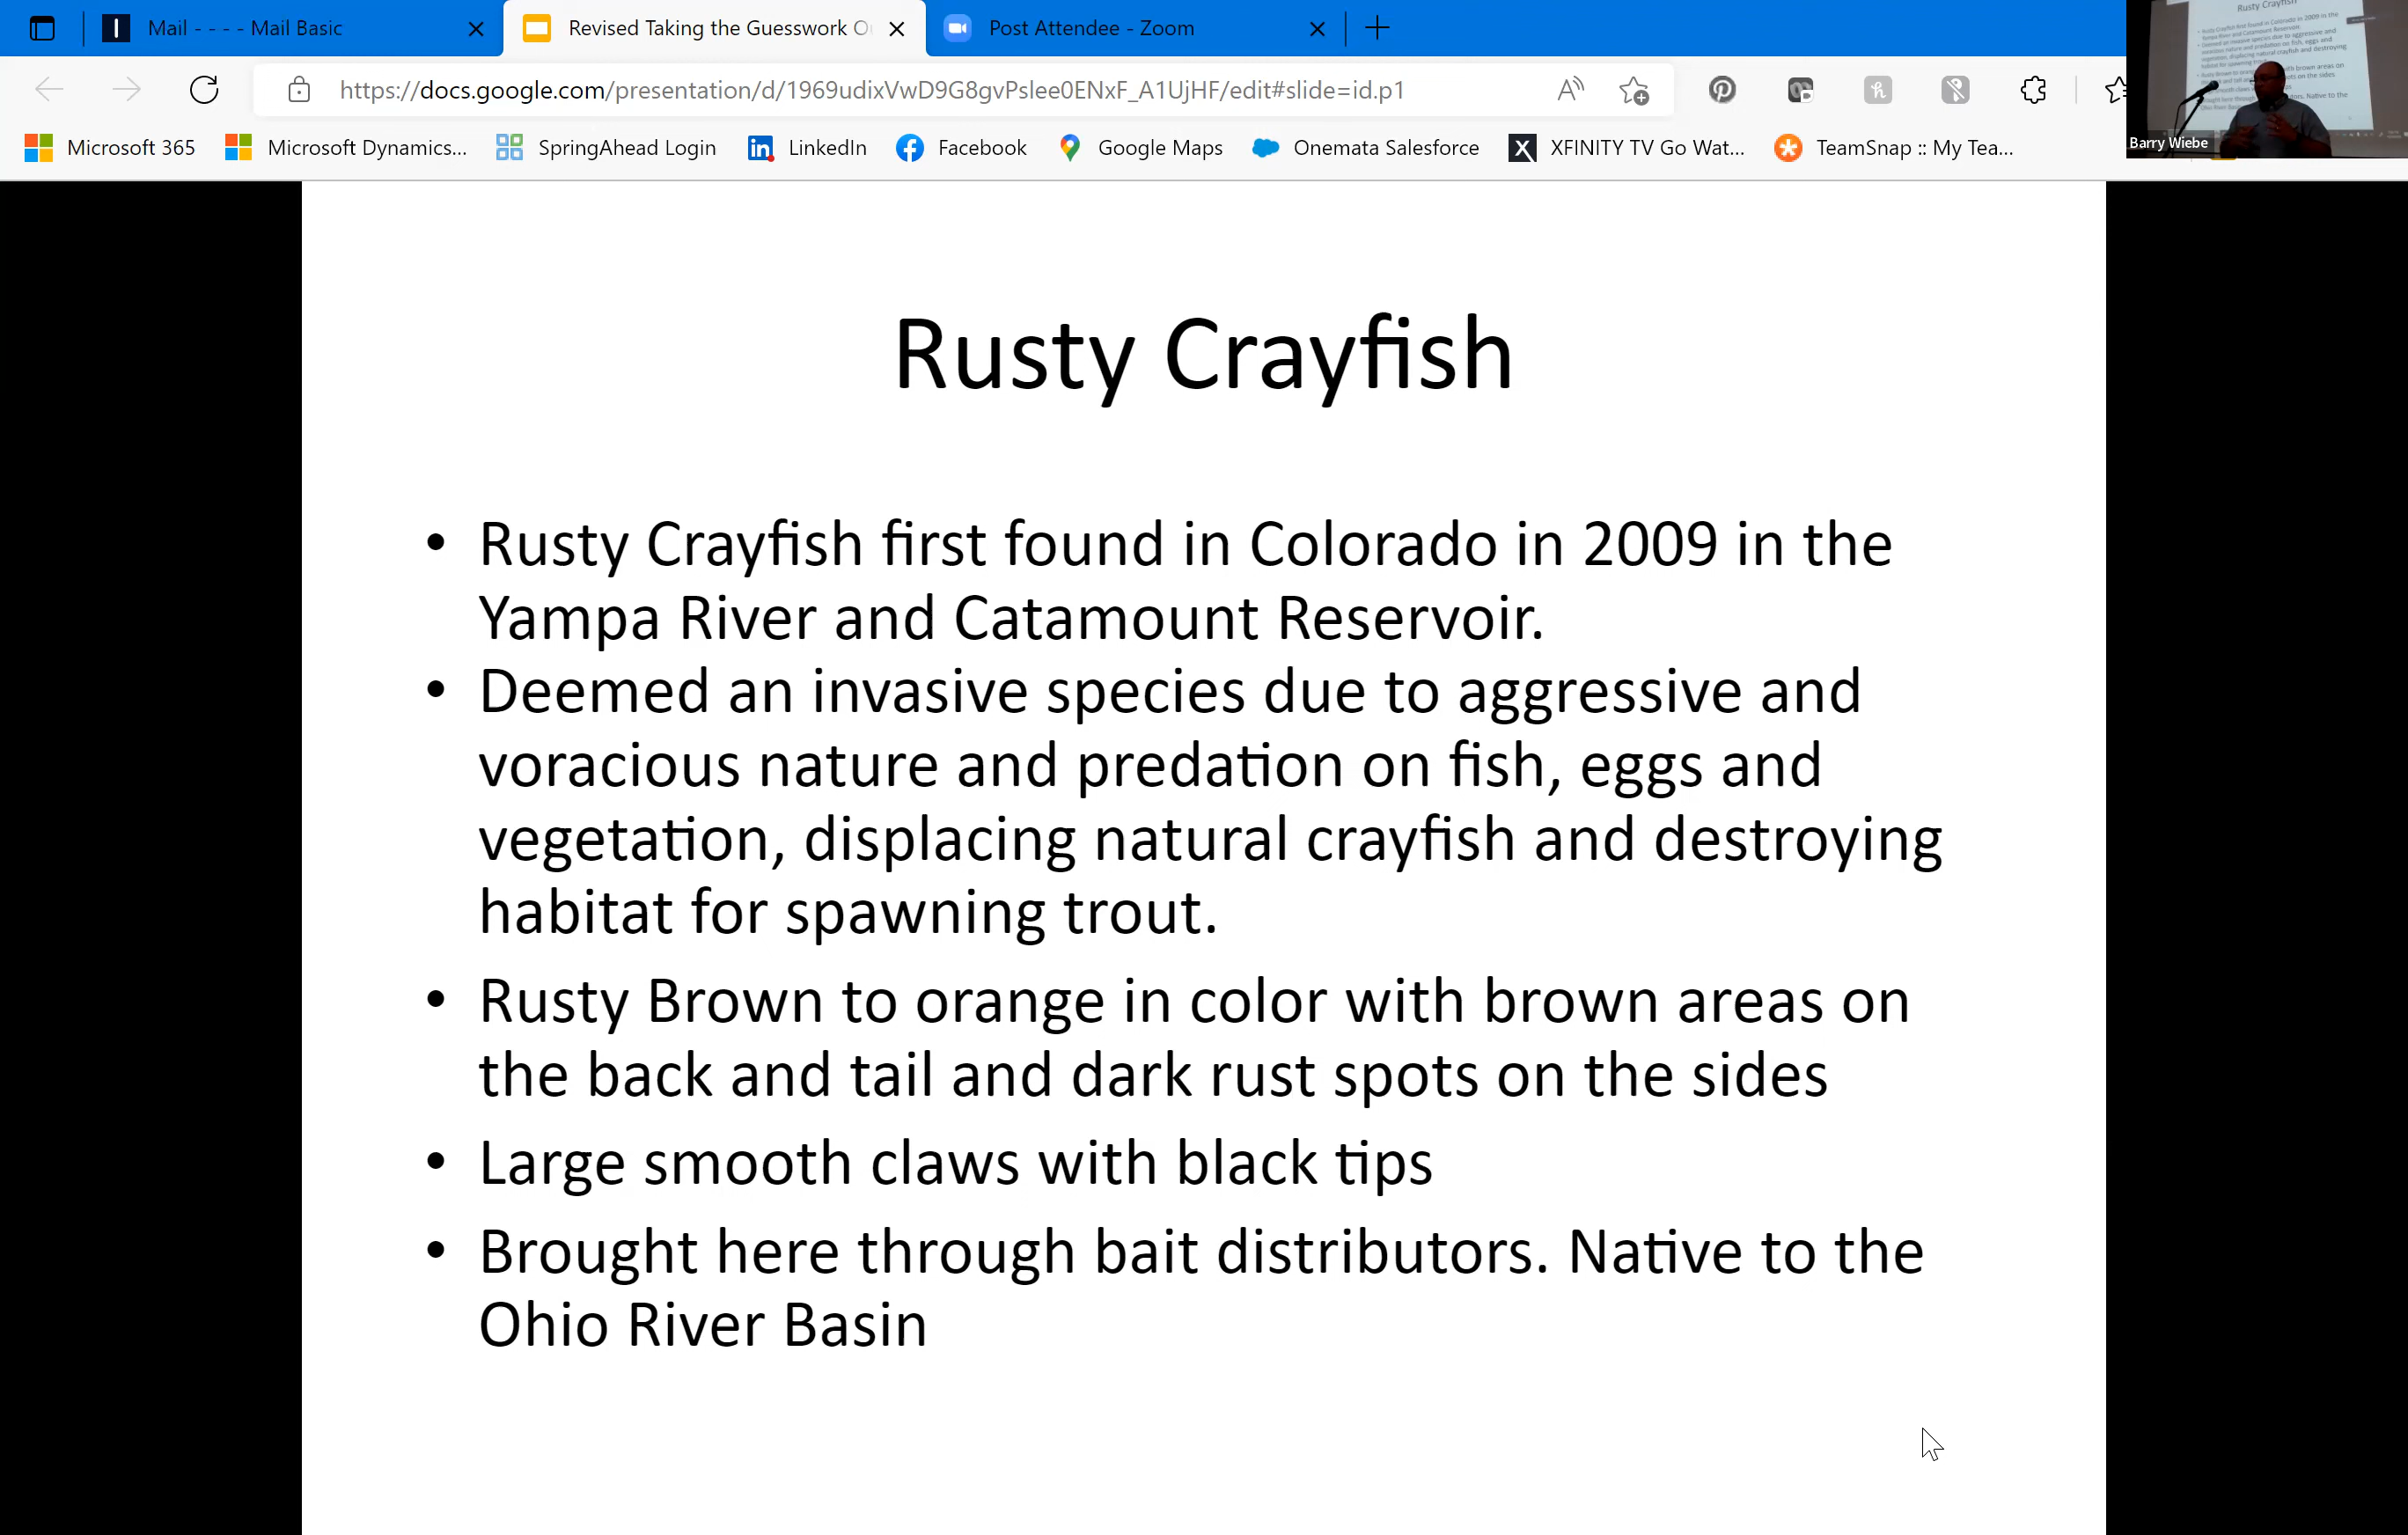 Mail - - - - Mail Basic
Revised Taking the Guesswork O
Post Attendee - Zoom
https://docs.google.com/presentation/d/1969udixVwD9G8gvPslee0ENxF_A1UjHF/edit#slide=id.p1
Microsoft 365
Microsoft Dynamics...
SpringAhead Login
LinkedIn
Facebook
Google Maps
Onemata Salesforce
XFINITY TV Go Wat...
TeamSnap :: My Tea...
Rusty Crayfish
Barry Wiebe
Rusty Crayfish
• Rusty Crayfish first found in Colorado in 2009 in the
Yampa River and Catamount Reservoir.
• Deemed an invasive species due to aggressive and
voracious nature and predation on fish, eggs and
vegetation, displacing natural crayfish and destroying
habitat for spawning trout.
• Rusty Brown to orange in color with brown areas on
the back and tail and dark rust spots on the sides
• Large smooth claws with black tips
• Brought here through bait distributors. Native to the
Ohio River Basin